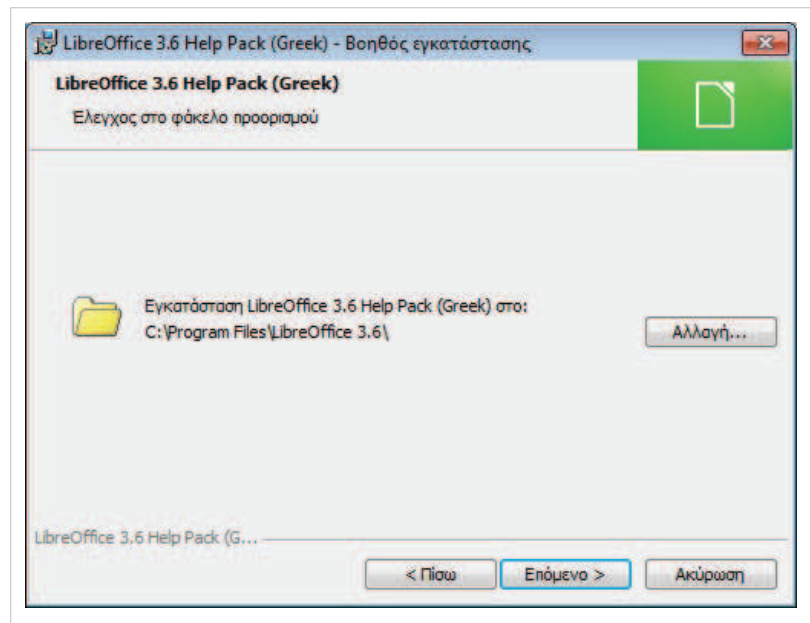 LibreOffice 3.6 Help Pack (Greek) - Βοηθός εγκατάστασης
LibreOffice 3.6 Help Pack (Greek)
Έλεγχος στο φάκελο προορισμού
Εγκατάσταση LibreOffice 3.6 Help Pack (Greek) στο:
C:\Program Files\LibreOffice 3.6\
Αλλαγή...
LibreOffice 3.6 Help Pack (G...
< Πίσω
Επόμενο >
Ακύρωση